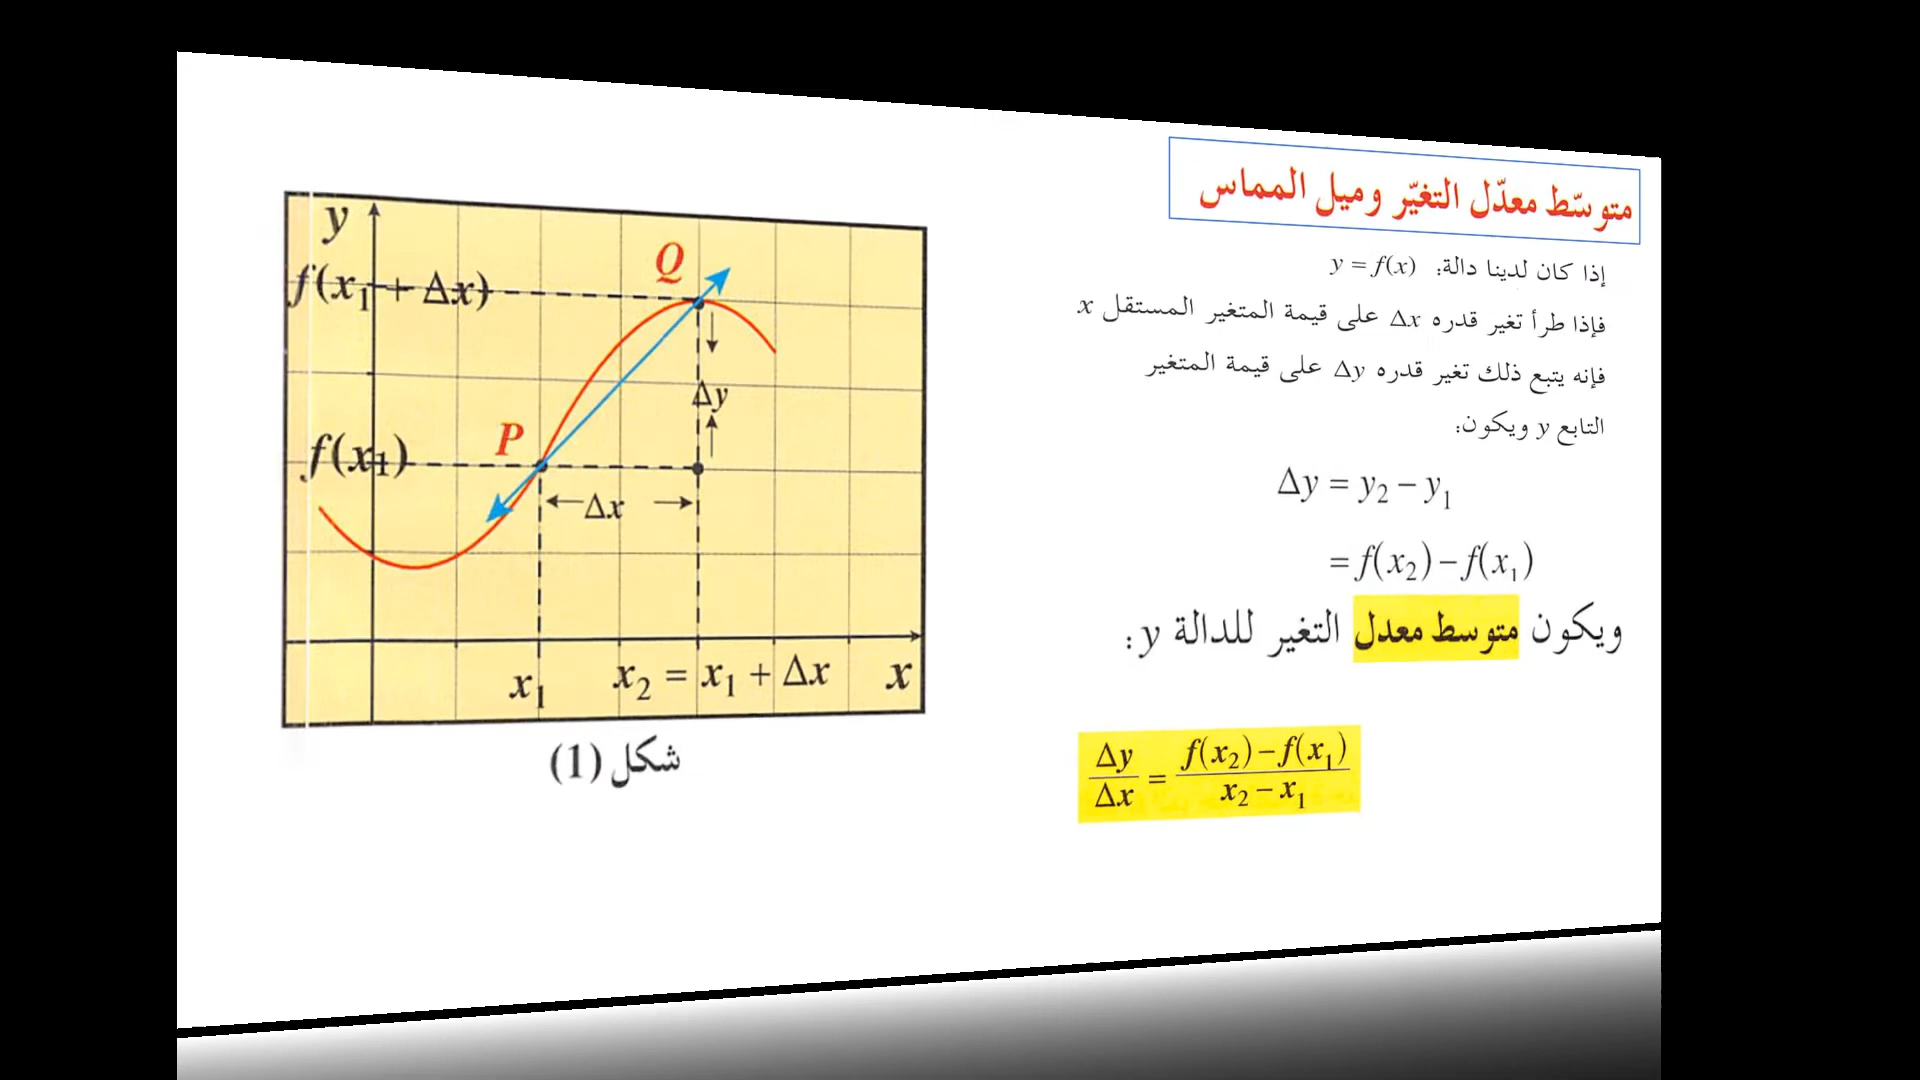 متوسّط معدّل التغيّر وميل المماس
إذا كان لدينا دالة: y = f(x)
فإذا طرأ تغير قدره Δx على قيمة المتغير المستقل x
فإنه يتبع ذلك تغير قدره Δy على قيمة المتغير
التابع y ويكون:
Δy = y₂ − y₁
= f(x₂) − f(x₁)
ويكون متوسط معدل التغير للدالة y :
Δy/Δx = f(x₂) − f(x₁) / x₂ − x₁
y
Q
f(x₁ + Δx)
Δy
P
f(x₁)
Δx
x₁
x₂ = x₁ + Δx
x
شكل (1)